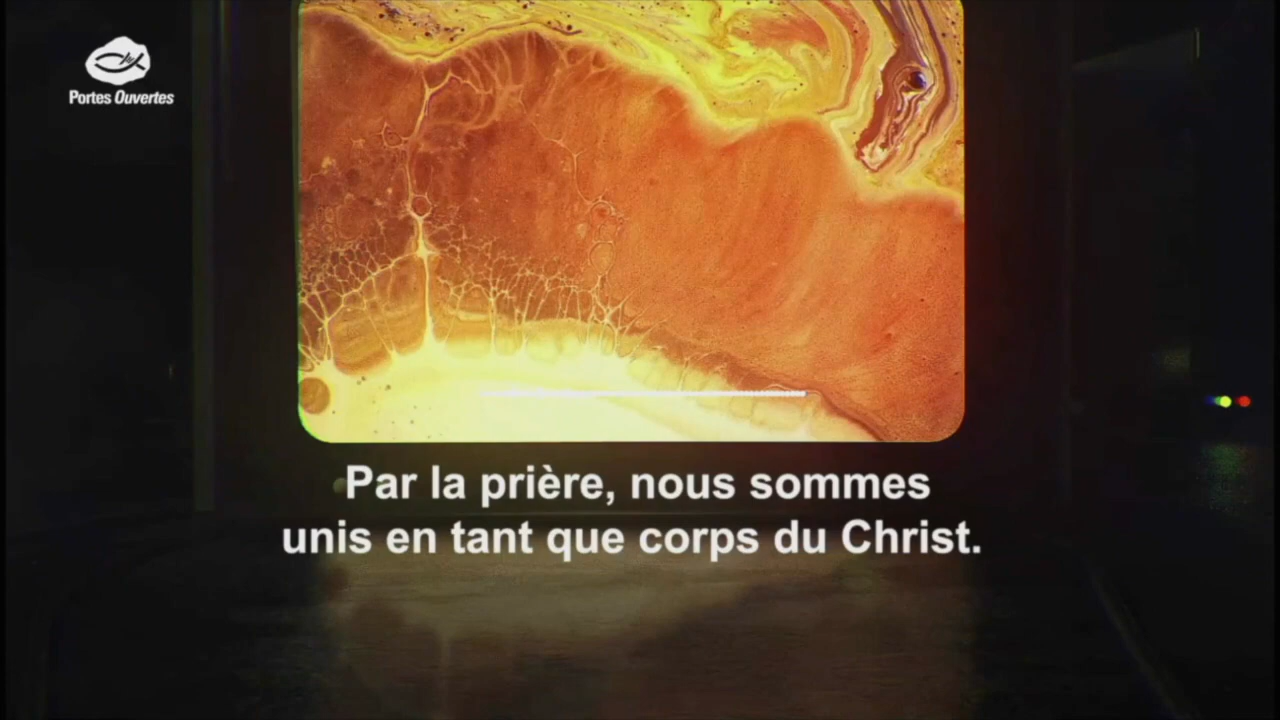 Portes Ouvertes
Par la prière, nous sommes
unis en tant que corps du Christ.